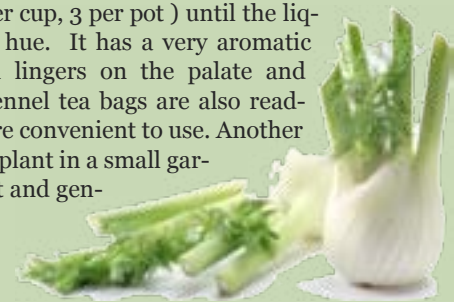 er cup, 3 per pot ) until the liq-
hue. It has a very aromatic
lingers on the palate and
ennel tea bags are also read-
re convenient to use. Another
plant in a small gar-
t and gen-